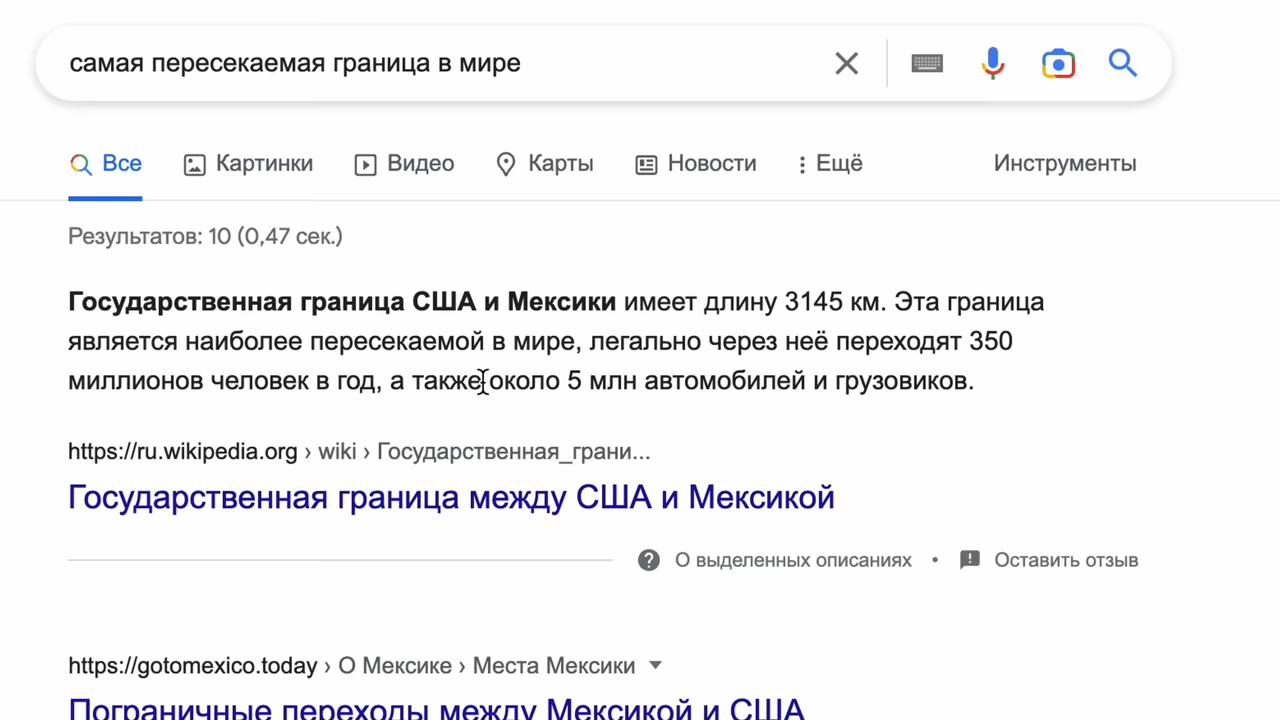 самая пересекаемая граница в мире
Все Картинки Видео Карты Новости Ещё Инструменты
Результатов: 10 (0,47 сек.)
Государственная граница США и Мексики имеет длину 3145 км. Эта граница
является наиболее пересекаемой в мире, легально через неё переходят 350
миллионов человек в год, а также около 5 млн автомобилей и грузовиков.
https://ru.wikipedia.org › wiki › Государственная_грани...
Государственная граница между США и Мексикой
О выделенных описаниях • Оставить отзыв
https://gotomexico.today › О Мексике › Места Мексики
Пограничные переходы между Мексикой и США